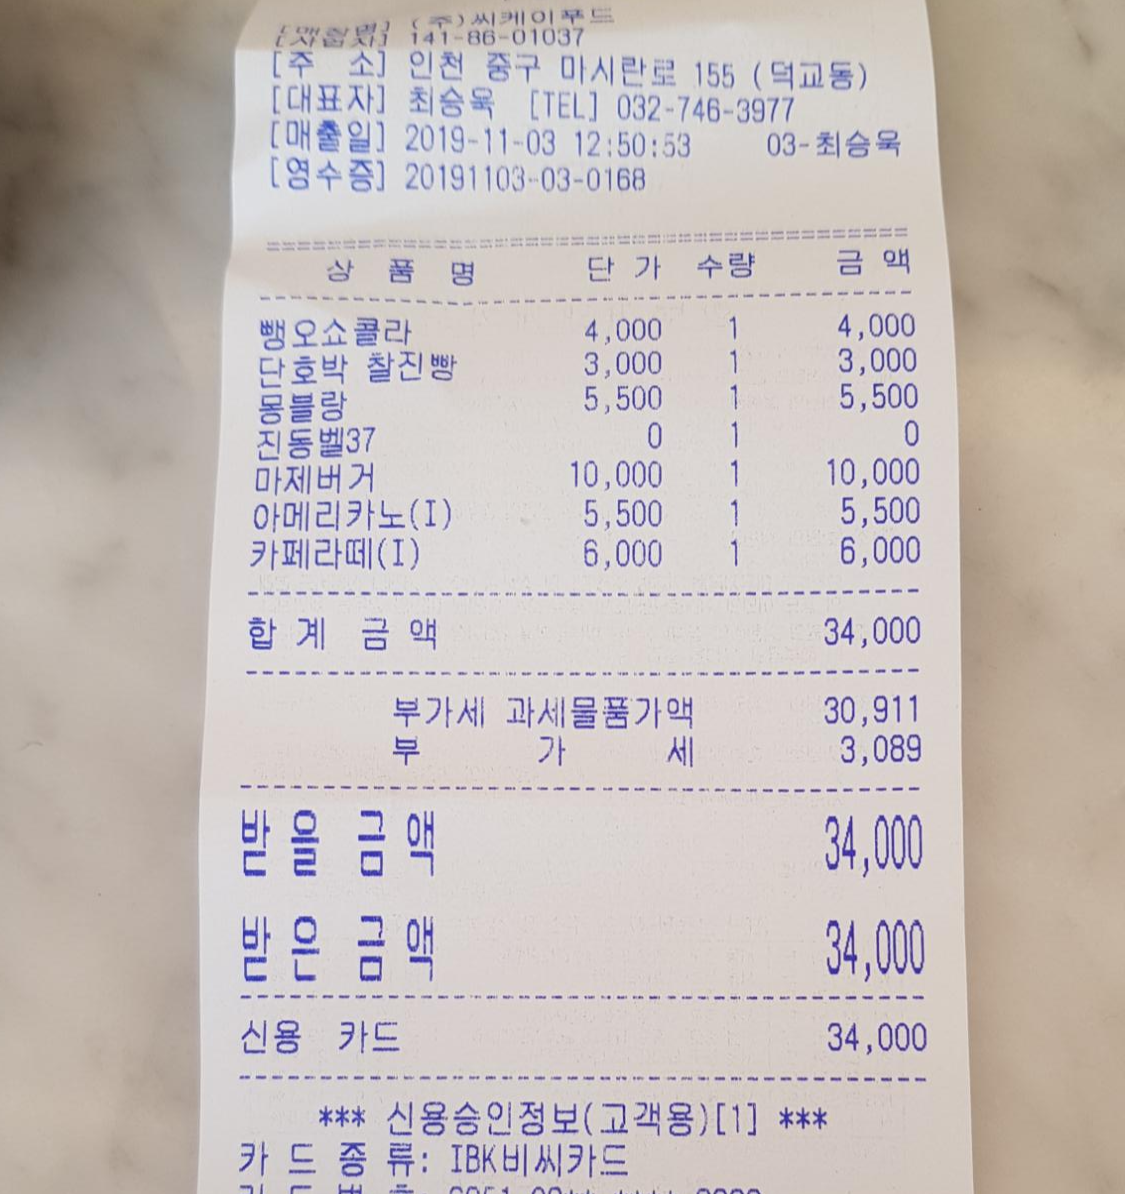 [매장명] (주)씨케이푸드
[사업자] 141-86-01037
[주 소] 인천 중구 마시란로 155 (덕교동)
[대표자] 최승욱 [TEL] 032-746-3977
[매출일] 2019-11-03 12:50:53 03-최승욱
[영수증] 20191103-03-0168
==================================================
상 품 명 단 가 수량 금 액
--------------------------------------------------
뺑오쇼콜라 4,000 1 4,000
단호박 찰진빵 3,000 1 3,000
몽블랑 5,500 1 5,500
진동벨37 0 1 0
마제버거 10,000 1 10,000
아메리카노(I) 5,500 1 5,500
카페라떼(I) 6,000 1 6,000
--------------------------------------------------
합 계 금 액 34,000
--------------------------------------------------
부가세 과세물품가액 30,911
부 가 세 3,089
--------------------------------------------------
받 을 금 액 34,000
받 은 금 액 34,000
--------------------------------------------------
신용 카드 34,000
--------------------------------------------------
*** 신용승인정보(고객용)[1] ***
카 드 종 류: IBK비씨카드